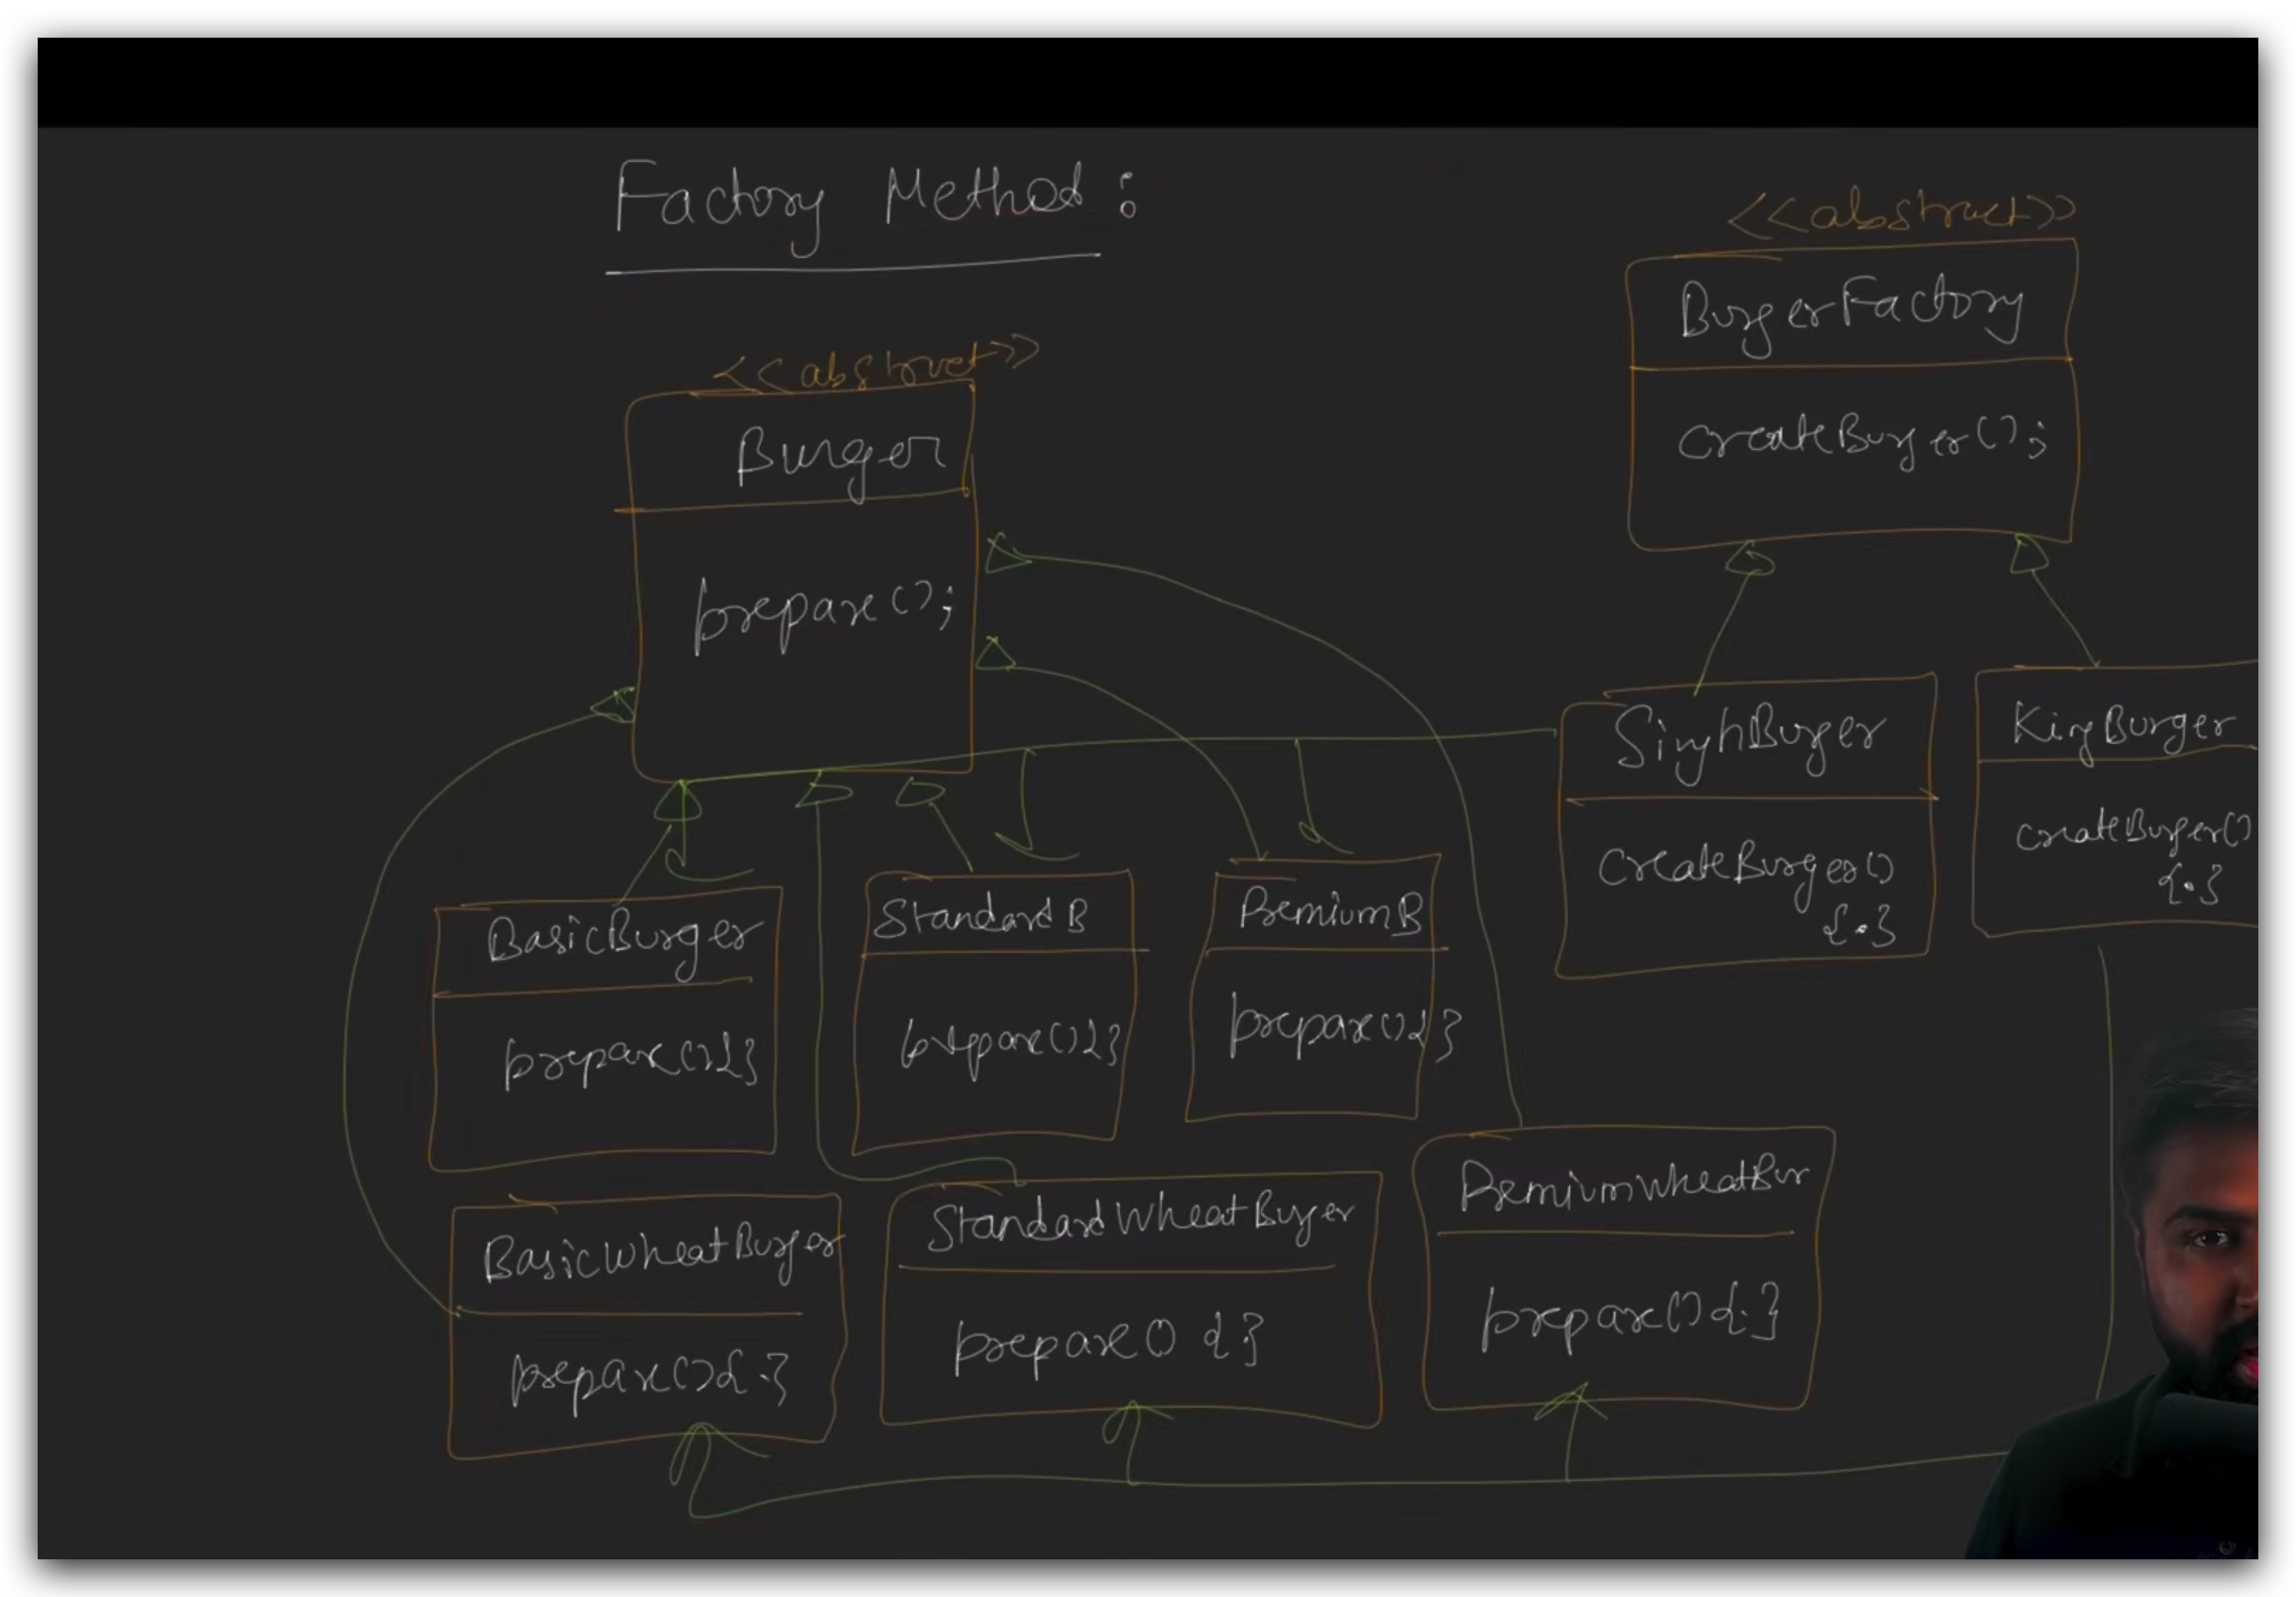 Factory Method :
<<abstract>>
BurgerFactory
createBurger();
<<abstract>>
Burger
prepare();
SinghBurger
createBurger()
{.}
KingBurger
createBurger()
{.}
BasicBurger
prepare(){}
StandardB
prepare(){}
PremiumB
prepare(){}
BasicWheatBurger
prepare(){.}
StandardWheatBurger
prepare() {.}
PremiumWheatBur
prepare(){.}